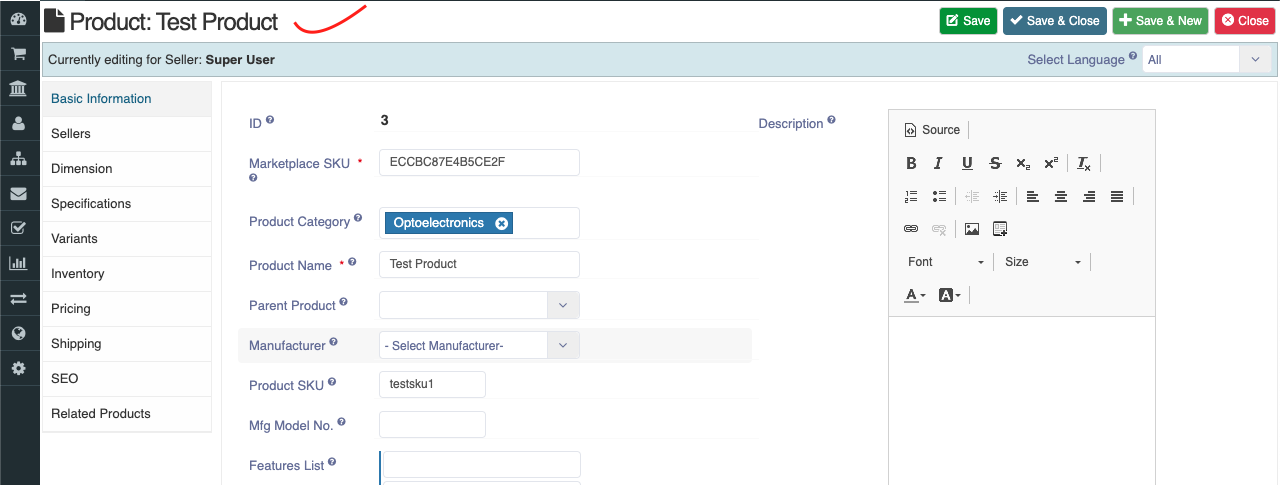 Product: Test Product
Save
Save & Close
Save & New
Close
Currently editing for Seller: Super User
Select Language ?
All
Basic Information
Sellers
Dimension
Specifications
Variants
Inventory
Pricing
Shipping
SEO
Related Products
ID ?
3
Marketplace SKU * ?
ECCBC87E4B5CE2F
Product Category ?
Optoelectronics
Product Name * ?
Test Product
Parent Product ?
Manufacturer ?
- Select Manufacturer-
Product SKU ?
testsku1
Mfg Model No. ?
Features List ?
Description ?
Source
B I U S x₂ x² Tx
Font Size
A A